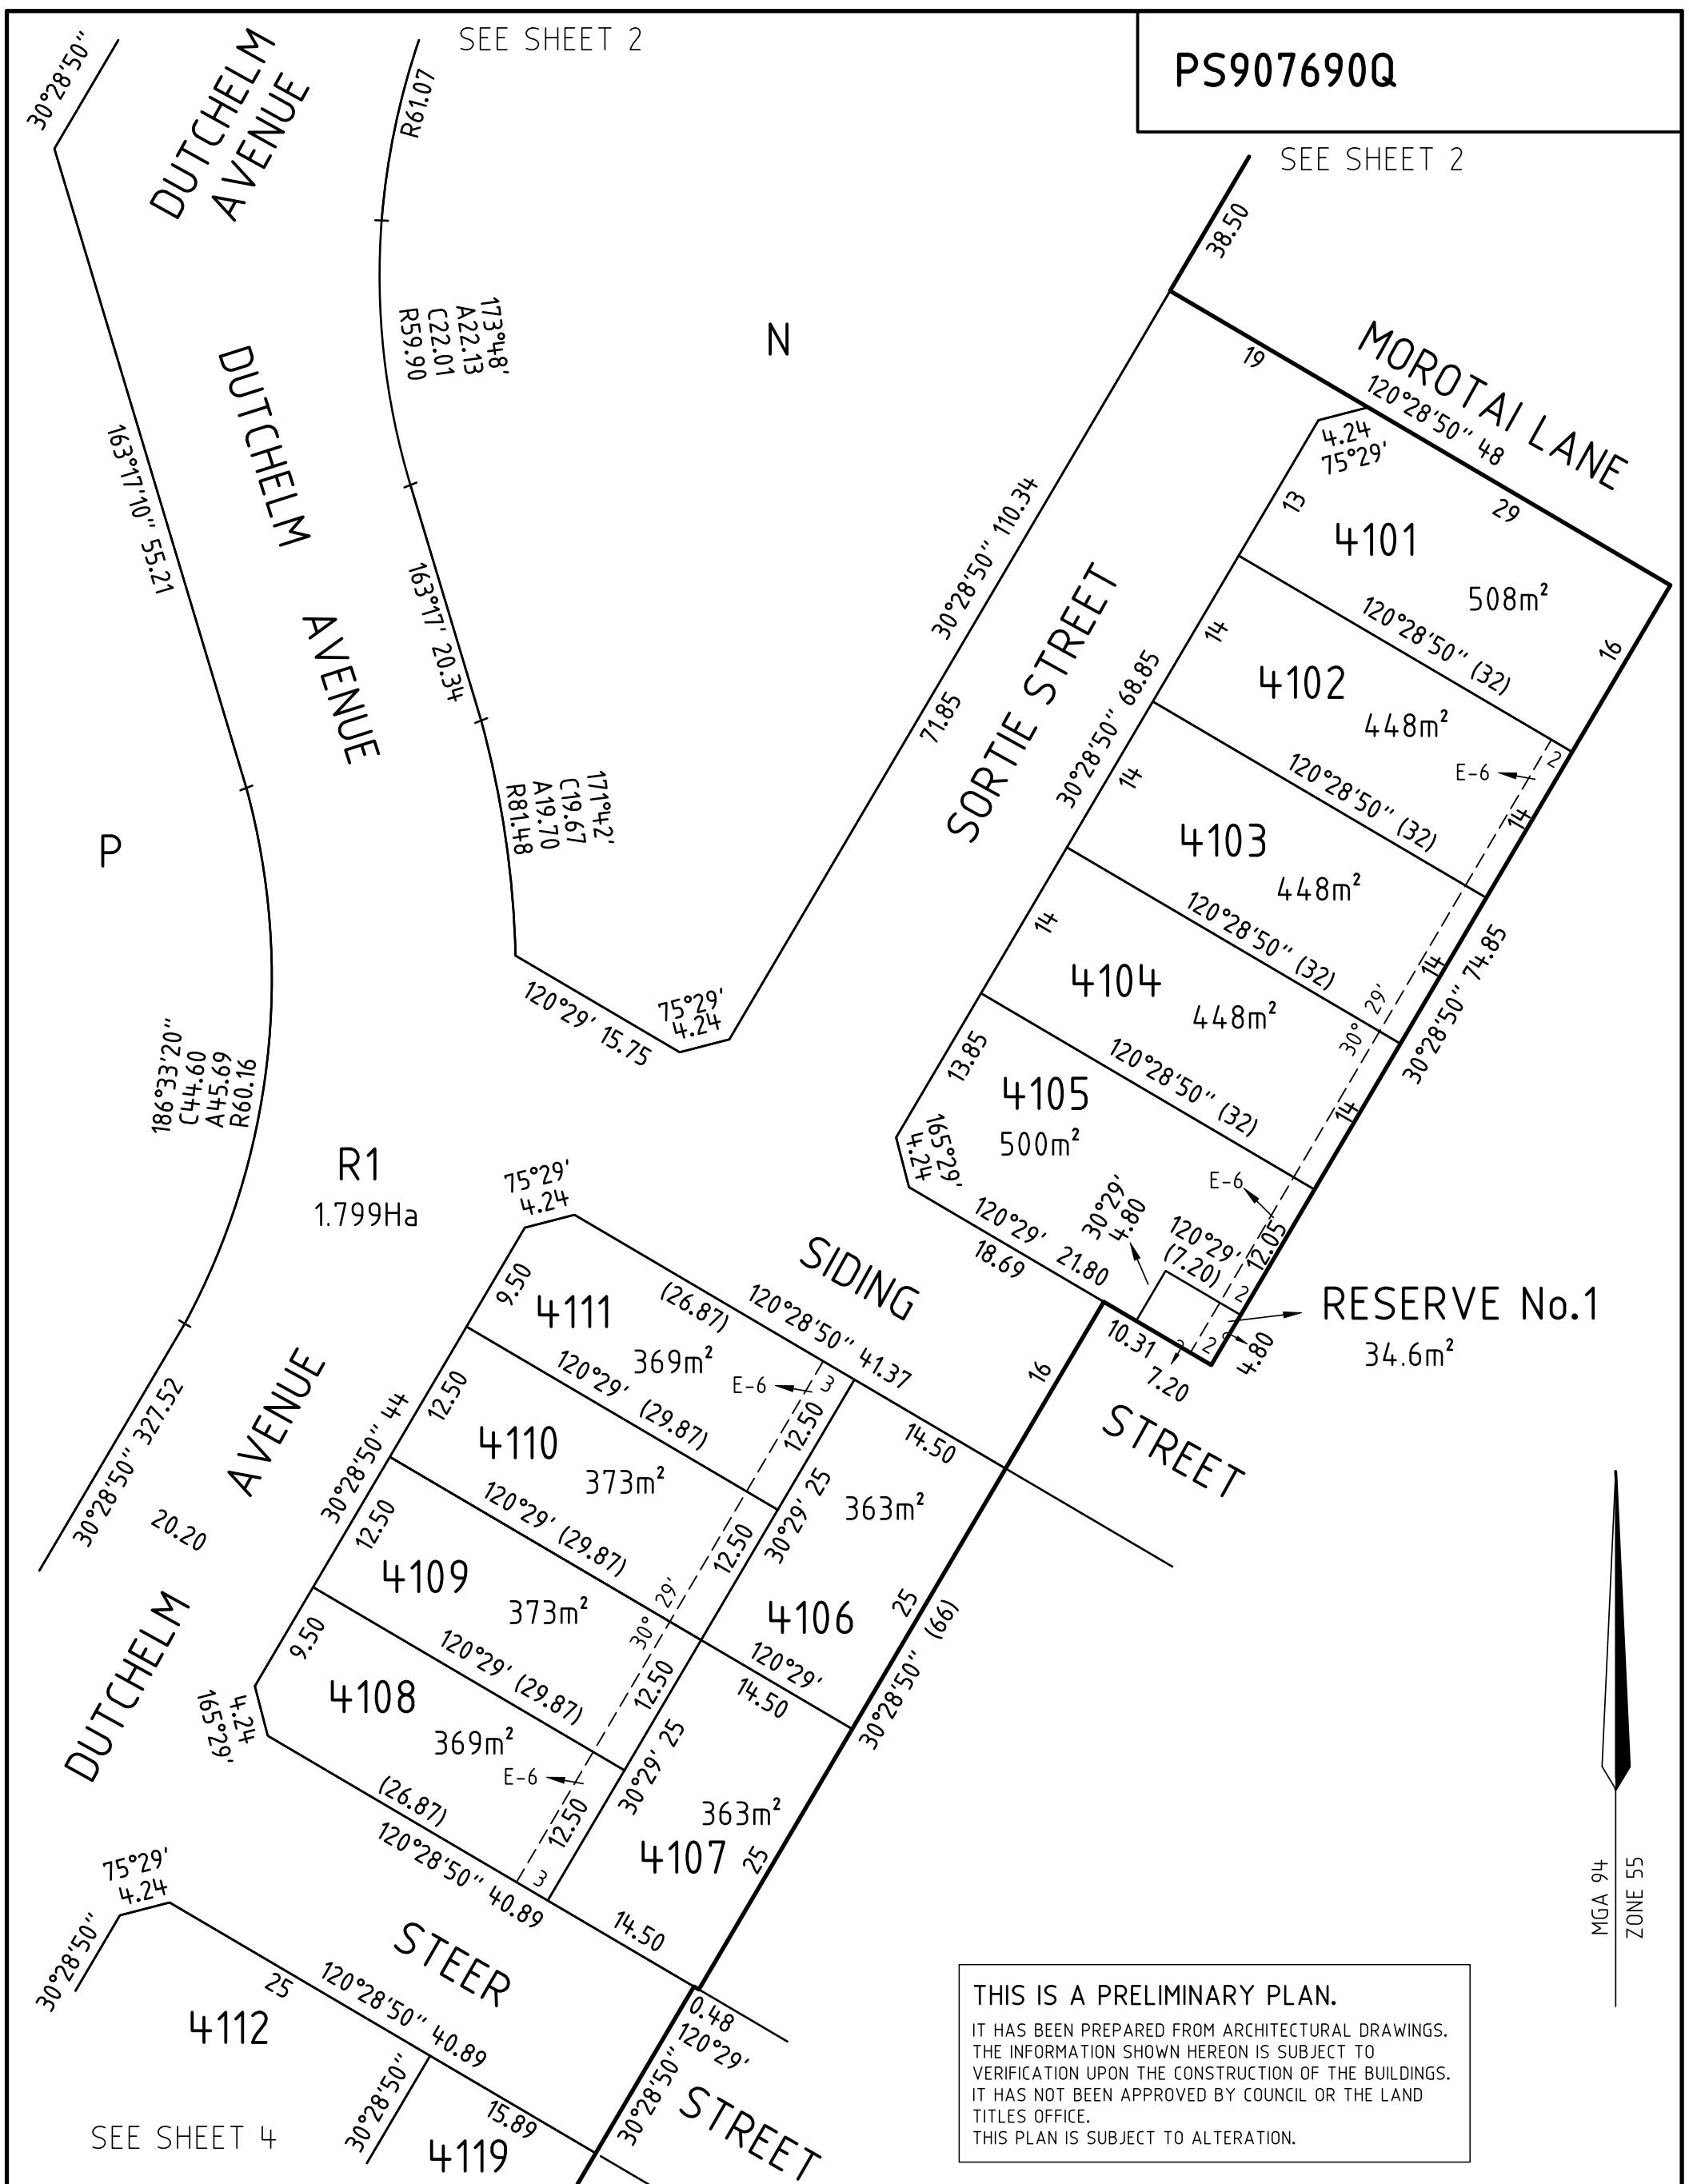 SEE SHEET 2
PS907690Q
SEE SHEET 2
30°28'50"
DUTCHELM
AVENUE
R61.07
38.50
173°48'
A22.13
C22.01
R59.90
N
19
MOROTAI LANE
120°28'50" 48
29
4.24
75°29'
13
4101
508m²
16
DUTCHELM
AVENUE
163°17'10" 55.21
163°17' 20.34
30°28'50" 110.34
71.85
SORTIE STREET
120°28'50" (32)
14
4102
448m²
2
E-6
14
30°28'50" 68.85
120°28'50" (32)
14
4103
448m²
14
120°28'50" (32)
14
4104
448m²
30° 29'
14
30°28'50" 74.85
120°28'50" (32)
13.85
4105
500m²
165°29'
4.24
E-6
30°29'
4.80
120°29'
(7.20)
12.05
120°29' 21.80
18.69
2
2
2
10.31
7.20
4.80
RESERVE No.1
34.6m²
171°42'
C19.67
A19.70
R81.48
P
120°29' 15.75
75°29'
4.24
186°33'20"
C44.60
A45.69
R60.16
R1
1.799Ha
75°29'
4.24
SIDING
STREET
16
(26.87)
120°28'50" 41.37
14.50
9.50
4111
369m²
E-6
3
12.50
120°29' (29.87)
12.50
4110
373m²
30°29' 25
363m²
4106
25
30°28'50" 44
120°29' (29.87)
12.50
12.50
4109
373m²
30° 29'
120°29'
14.50
30°28'50" (66)
120°29' (29.87)
12.50
9.50
4108
369m²
E-6
12.50
3
30°29' 25
363m²
4107
25
4.24
165°29'
(26.87)
120°28'50" 40.89
14.50
30°28'50" 327.52
AVENUE
20.20
DUTCHELM
75°29'
4.24
30°28'50"
STEER
STREET
25
120°28'50" 40.89
4112
0.48
120°29'
30°28'50"
30°28'50"
15.89
4119
SEE SHEET 4
MGA 94
ZONE 55
THIS IS A PRELIMINARY PLAN.
IT HAS BEEN PREPARED FROM ARCHITECTURAL DRAWINGS.
THE INFORMATION SHOWN HEREON IS SUBJECT TO
VERIFICATION UPON THE CONSTRUCTION OF THE BUILDINGS.
IT HAS NOT BEEN APPROVED BY COUNCIL OR THE LAND
TITLES OFFICE.
THIS PLAN IS SUBJECT TO ALTERATION.